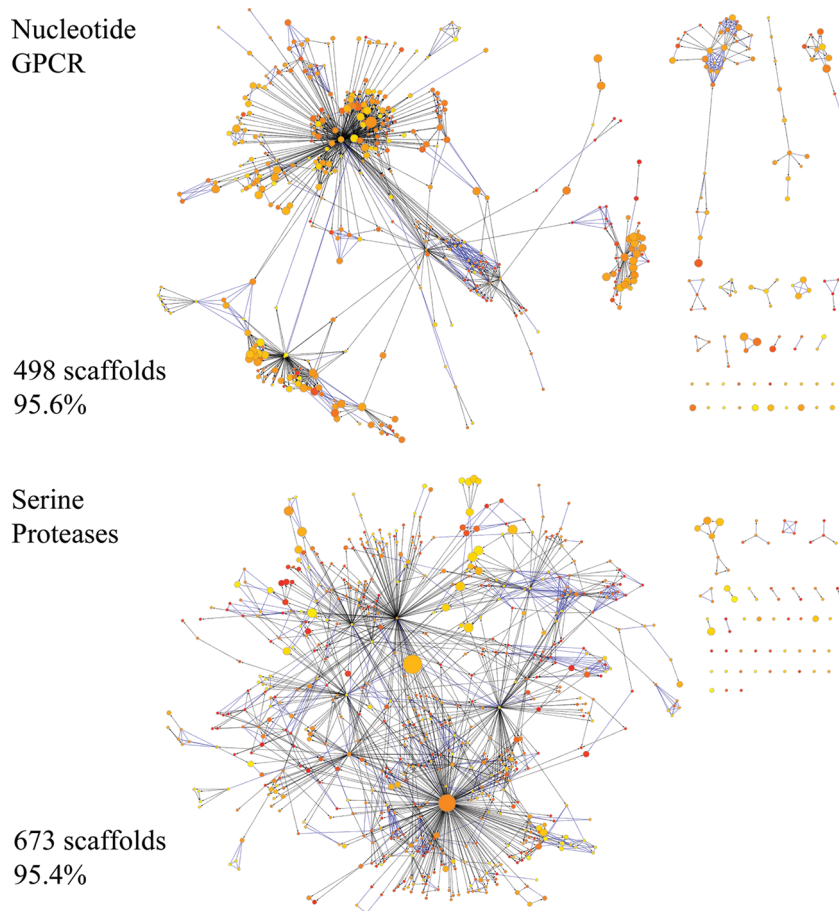 Nucleotide
GPCR
498 scaffolds
95.6%
Serine
Proteases
673 scaffolds
95.4%